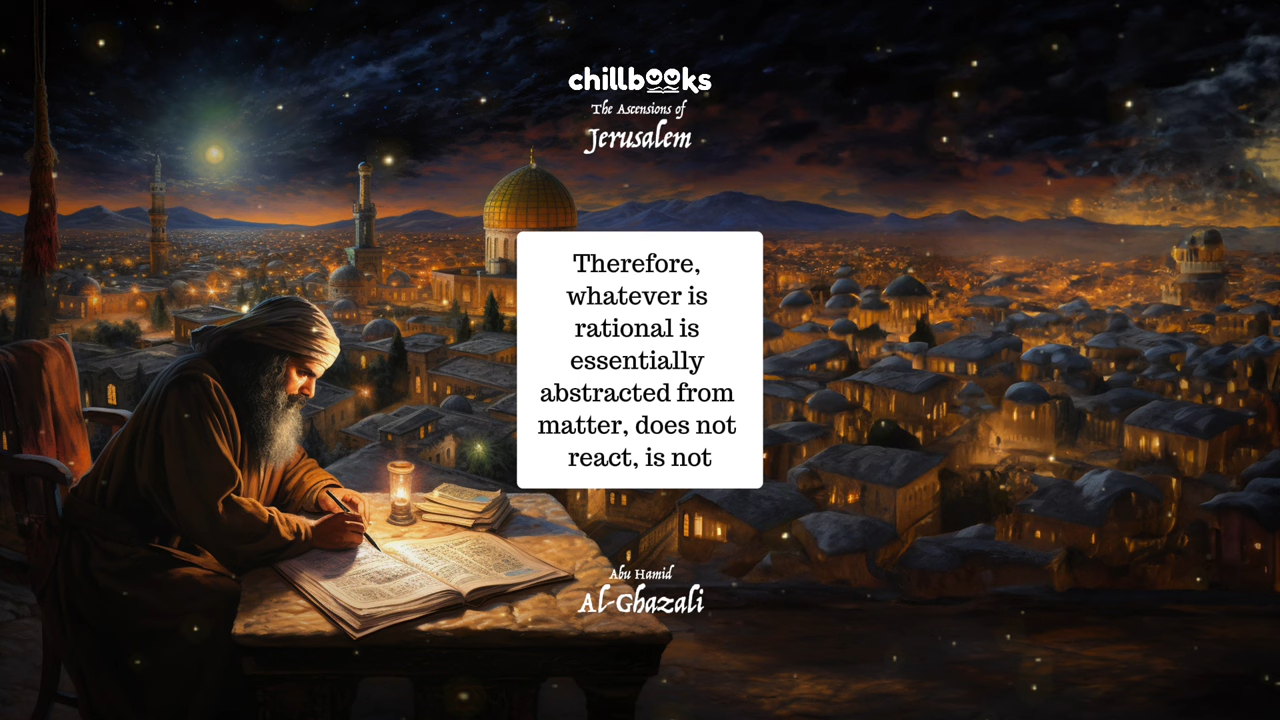 chillbooks
The Ascensions of
Jerusalem
Therefore,
whatever is
rational is
essentially
abstracted from
matter, does not
react, is not
Abu Hamid
Al-Ghazali